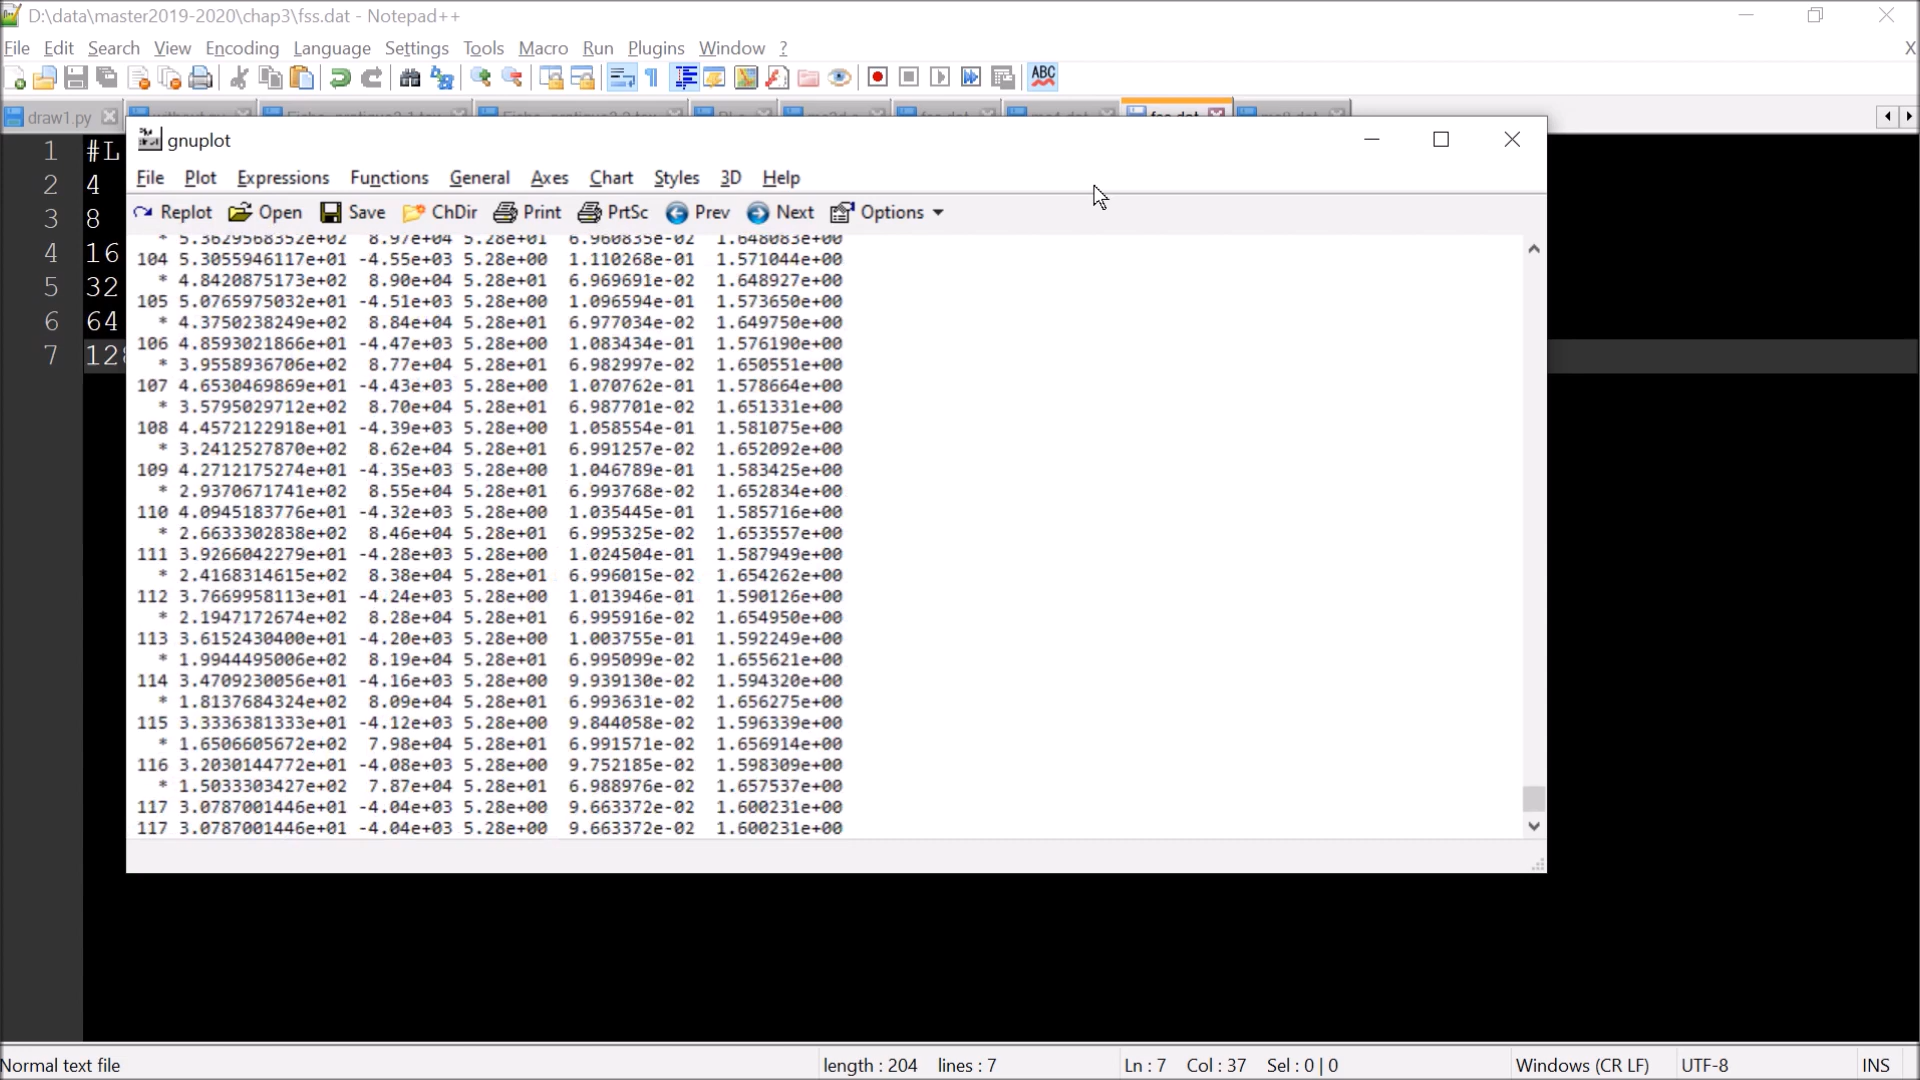 D:\data\master2019-2020\chap3\fss.dat - Notepad++
File Edit Search View Encoding Language Settings Tools Macro Run Plugins Window ? X
ABC
draw1.py
1 #L
2 4
3 8
4 16
5 32
6 64
7 128
gnuplot
File Plot Expressions Functions General Axes Chart Styles 3D Help
Replot Open Save ChDir Print PrtSc Prev Next Options
* 5.3629568352e+02 8.97e+04 5.28e+01 6.960835e-02 1.648083e+00
104 5.3055946117e+01 -4.55e+03 5.28e+00 1.110268e-01 1.571044e+00
* 4.8420875173e+02 8.90e+04 5.28e+01 6.969691e-02 1.648927e+00
105 5.0765975032e+01 -4.51e+03 5.28e+00 1.096594e-01 1.573650e+00
* 4.3750238249e+02 8.84e+04 5.28e+01 6.977034e-02 1.649750e+00
106 4.8593021866e+01 -4.47e+03 5.28e+00 1.083434e-01 1.576190e+00
* 3.9558936706e+02 8.77e+04 5.28e+01 6.982997e-02 1.650551e+00
107 4.6530469869e+01 -4.43e+03 5.28e+00 1.070762e-01 1.578664e+00
* 3.5795029712e+02 8.70e+04 5.28e+01 6.987701e-02 1.651331e+00
108 4.4572122918e+01 -4.39e+03 5.28e+00 1.058554e-01 1.581075e+00
* 3.2412527870e+02 8.62e+04 5.28e+01 6.991257e-02 1.652092e+00
109 4.2712175274e+01 -4.35e+03 5.28e+00 1.046789e-01 1.583425e+00
* 2.9370671741e+02 8.55e+04 5.28e+01 6.993768e-02 1.652834e+00
110 4.0945183776e+01 -4.32e+03 5.28e+00 1.035445e-01 1.585716e+00
* 2.6633302838e+02 8.46e+04 5.28e+01 6.995325e-02 1.653557e+00
111 3.9266042279e+01 -4.28e+03 5.28e+00 1.024504e-01 1.587949e+00
* 2.4168314615e+02 8.38e+04 5.28e+01 6.996015e-02 1.654262e+00
112 3.7669958113e+01 -4.24e+03 5.28e+00 1.013946e-01 1.590126e+00
* 2.1947172674e+02 8.28e+04 5.28e+01 6.995916e-02 1.654950e+00
113 3.6152430400e+01 -4.20e+03 5.28e+00 1.003755e-01 1.592249e+00
* 1.9944495006e+02 8.19e+04 5.28e+01 6.995099e-02 1.655621e+00
114 3.4709230056e+01 -4.16e+03 5.28e+00 9.939130e-02 1.594320e+00
* 1.8137684324e+02 8.09e+04 5.28e+01 6.993631e-02 1.656275e+00
115 3.3336381333e+01 -4.12e+03 5.28e+00 9.844058e-02 1.596339e+00
* 1.6506605672e+02 7.98e+04 5.28e+01 6.991571e-02 1.656914e+00
116 3.2030144772e+01 -4.08e+03 5.28e+00 9.752185e-02 1.598309e+00
* 1.5033303427e+02 7.87e+04 5.28e+01 6.988976e-02 1.657537e+00
117 3.0787001446e+01 -4.04e+03 5.28e+00 9.663372e-02 1.600231e+00
117 3.0787001446e+01 -4.04e+03 5.28e+00 9.663372e-02 1.600231e+00
Normal text file length : 204 lines : 7 Ln : 7 Col : 37 Sel : 0 | 0 Windows (CR LF) UTF-8 INS